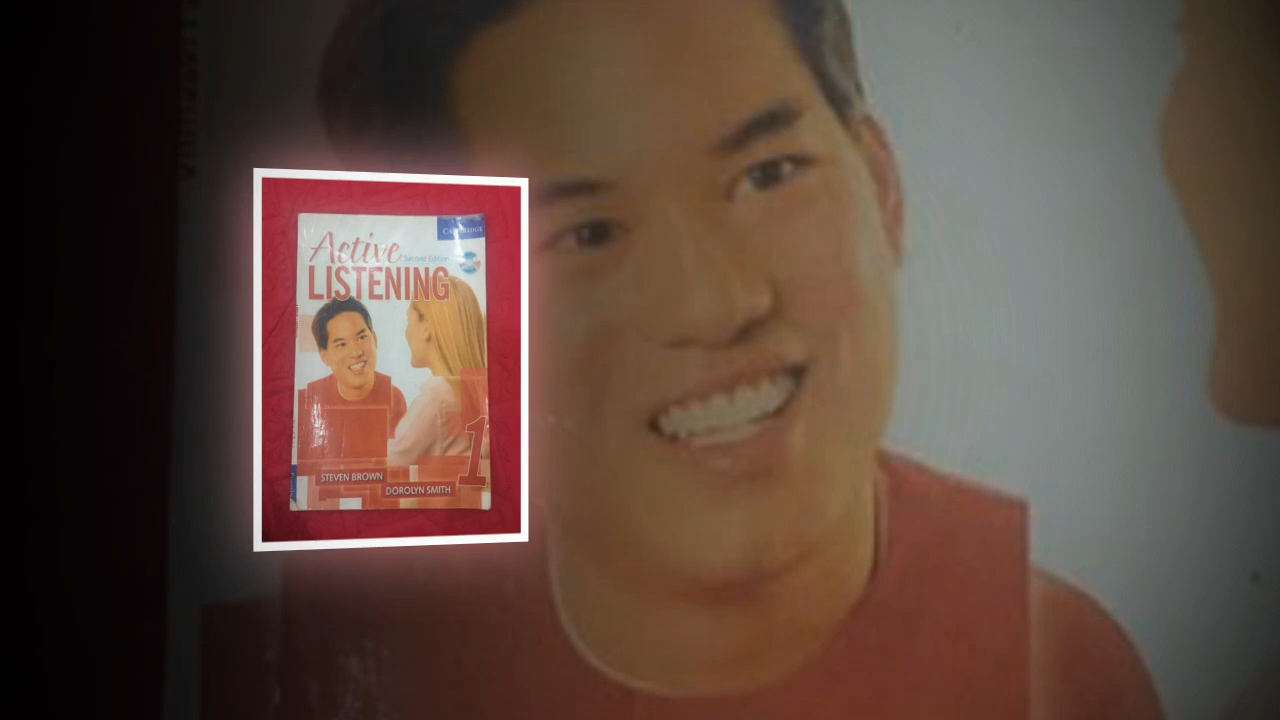 CAMBRIDGE
Active
Second Edition
LISTENING
1
STEVEN BROWN
DOROLYN SMITH